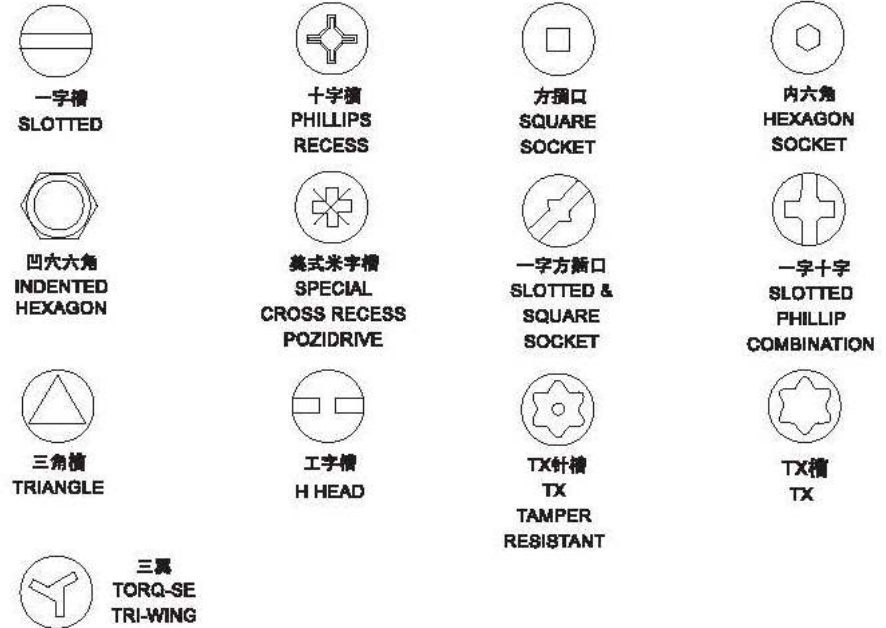 一字槽
SLOTTED
十字槽
PHILLIPS
RECESS
方插口
SQUARE
SOCKET
内六角
HEXAGON
SOCKET
凹穴六角
INDENTED
HEXAGON
美式米字槽
SPECIAL
CROSS RECESS
POZIDRIVE
一字方插口
SLOTTED &
SQUARE
SOCKET
一字十字
SLOTTED
PHILLIP
COMBINATION
三角槽
TRIANGLE
工字槽
H HEAD
TX针槽
TX
TAMPER
RESISTANT
TX槽
TX
三翼
TORQ-SE
TRI-WING